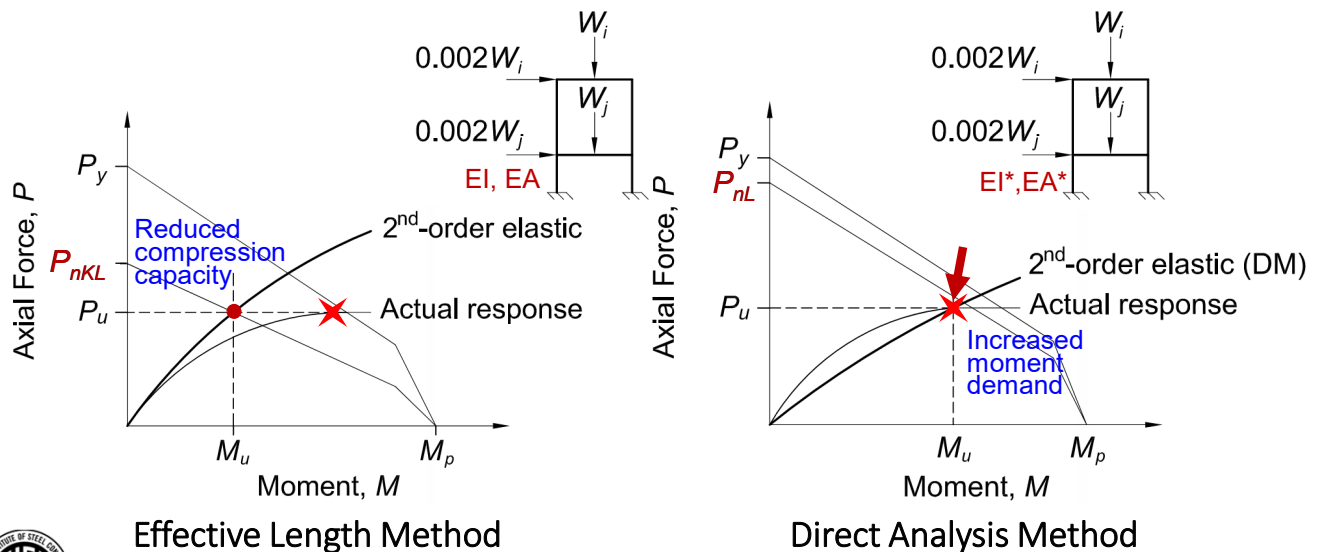 W_i
0.002W_i
W_j
0.002W_j
EI, EA
P_y
Reduced
compression
capacity
P_nKL
2nd-order elastic
P_u
Actual response
Axial Force, P
M_u
M_p
Moment, M
Effective Length Method
W_i
0.002W_i
W_j
0.002W_j
EI*,EA*
P_y
P_nL
2nd-order elastic (DM)
P_u
Actual response
Increased
moment
demand
Axial Force, P
M_u
M_p
Moment, M
Direct Analysis Method